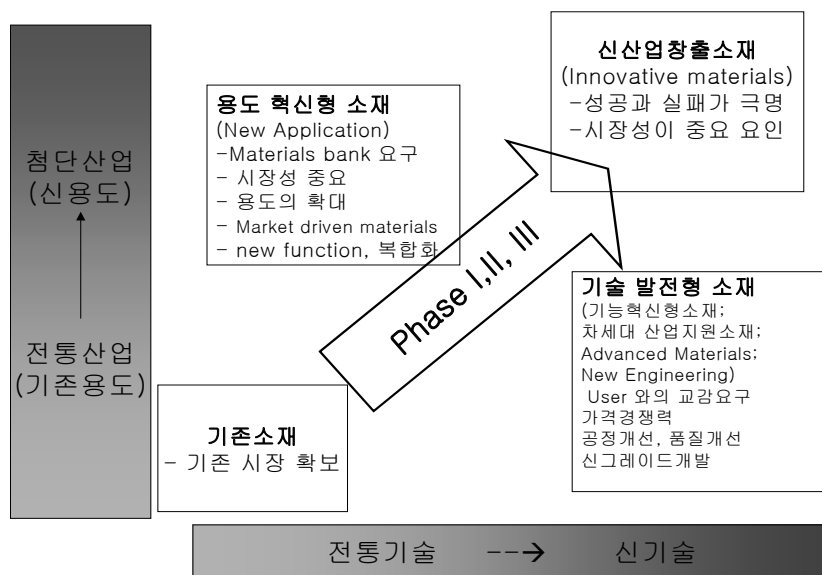 첨단산업
(신용도)
전통산업
(기존용도)
용도 혁신형 소재
(New Application)
-Materials bank 요구
- 시장성 중요
- 용도의 확대
- Market driven materials
- new function, 복합화
신산업창출소재
(Innovative materials)
-성공과 실패가 극명
-시장성이 중요 요인
Phase I,II, III
기존소재
- 기존 시장 확보
기술 발전형 소재
(기능혁신형소재;
차세대 산업지원소재;
Advanced Materials;
New Engineering)
User 와의 교감요구
가격경쟁력
공정개선, 품질개선
신그레이드개발
전통기술 --→ 신기술